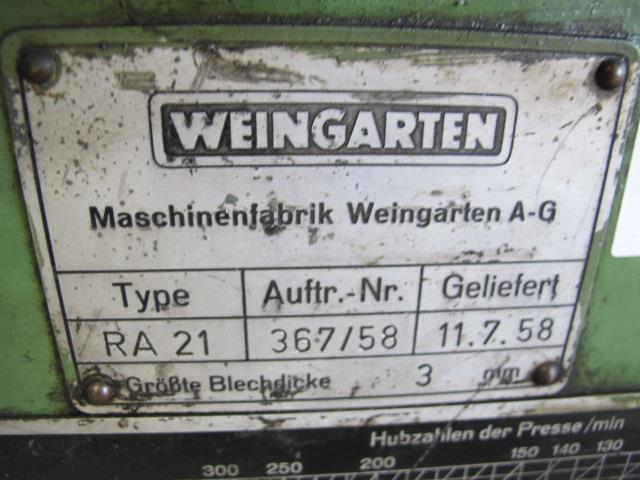 WEINGARTEN
Maschinenfabrik Weingarten A-G
Type Auftr.-Nr. Geliefert
RA 21 367/58 11.7.58
Größte Blechdicke 3 mm
Hubzahlen der Presse/min
300 250 200 150 140 130